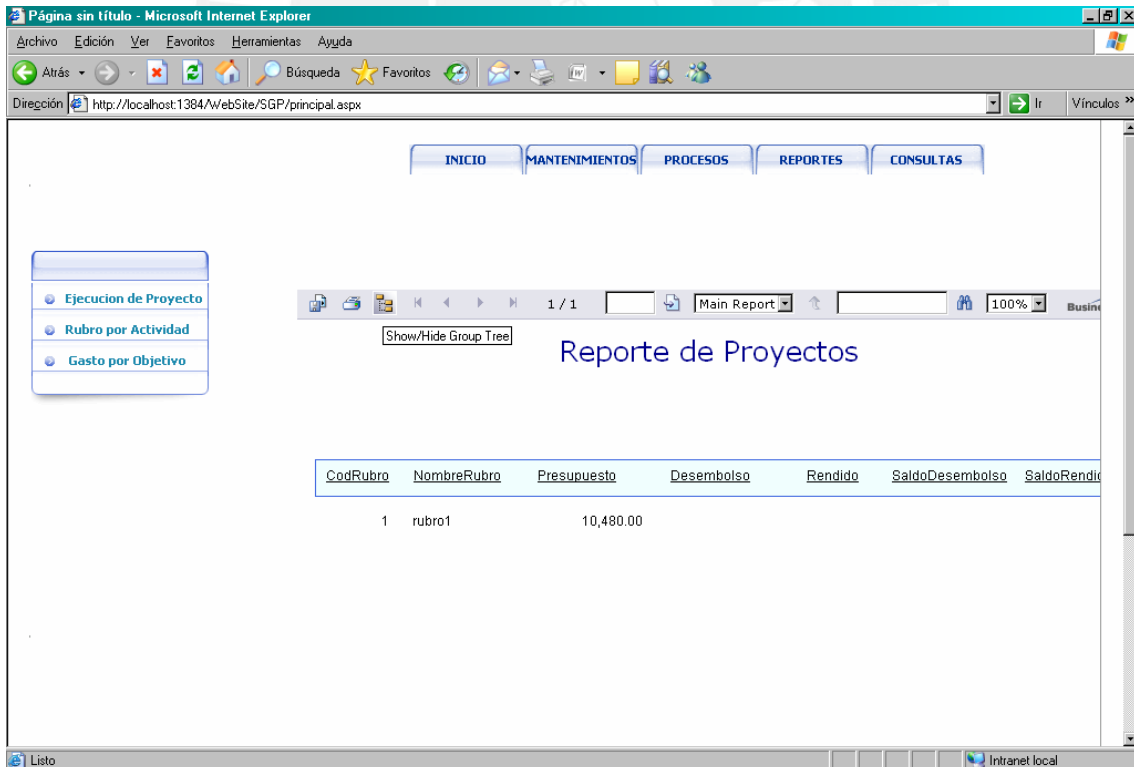 Página sin título - Microsoft Internet Explorer
Archivo Edición Ver Favoritos Herramientas Ayuda
Atrás Búsqueda Favoritos
Dirección http://localhost:1384/WebSite/SGP/principal.aspx Ir Vínculos »
INICIO MANTENIMIENTOS PROCESOS REPORTES CONSULTAS
Ejecucion de Proyecto
Rubro por Actividad
Gasto por Objetivo
1 / 1 Main Report 100% Busine
Show/Hide Group Tree
Reporte de Proyectos
CodRubro NombreRubro Presupuesto Desembolso Rendido SaldoDesembolso SaldoRendid
1 rubro1 10,480.00
Listo Intranet local